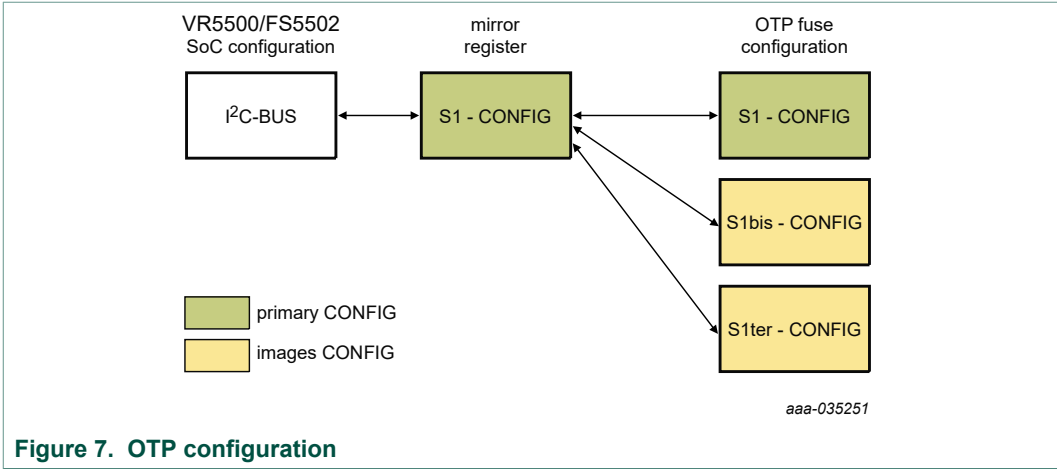 VR5500/FS5502
SoC configuration
mirror
register
OTP fuse
configuration
I2C-BUS
S1 - CONFIG
S1 - CONFIG
S1bis - CONFIG
S1ter - CONFIG
primary CONFIG
images CONFIG
aaa-035251
Figure 7. OTP configuration